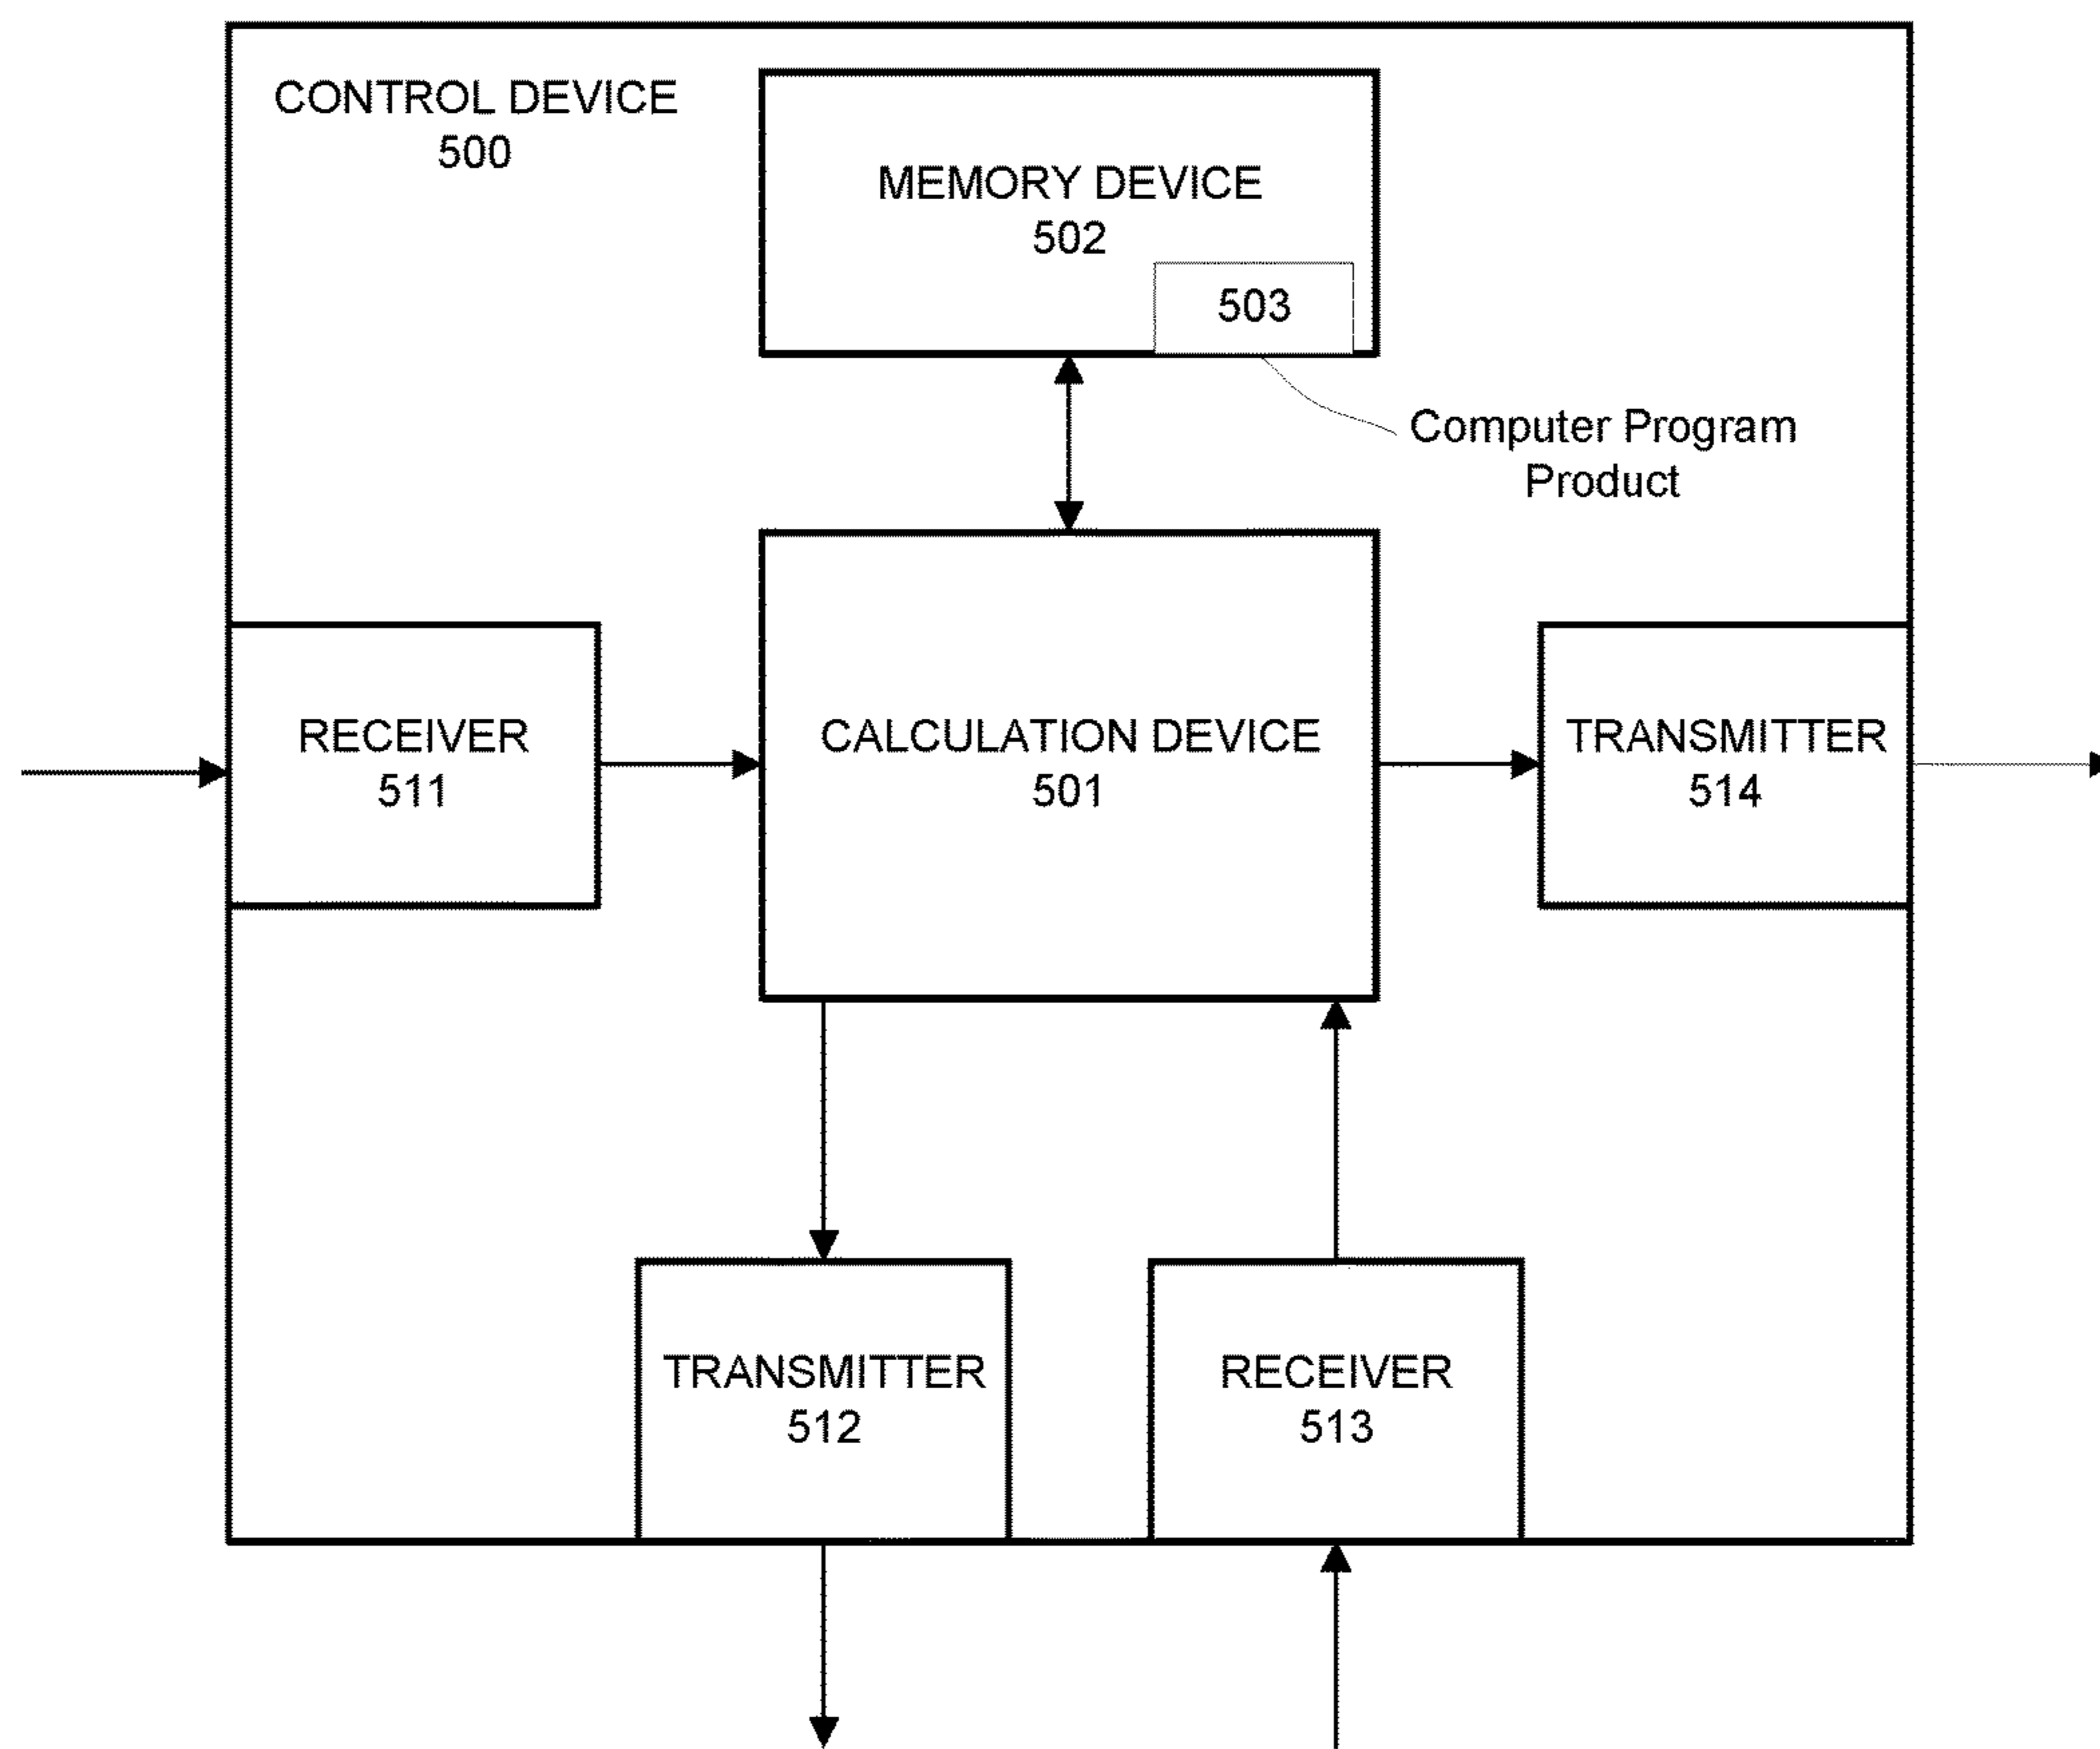 CONTROL DEVICE
500
MEMORY DEVICE
502
503
Computer Program
Product
RECEIVER
511
CALCULATION DEVICE
501
TRANSMITTER
514
TRANSMITTER
512
RECEIVER
513